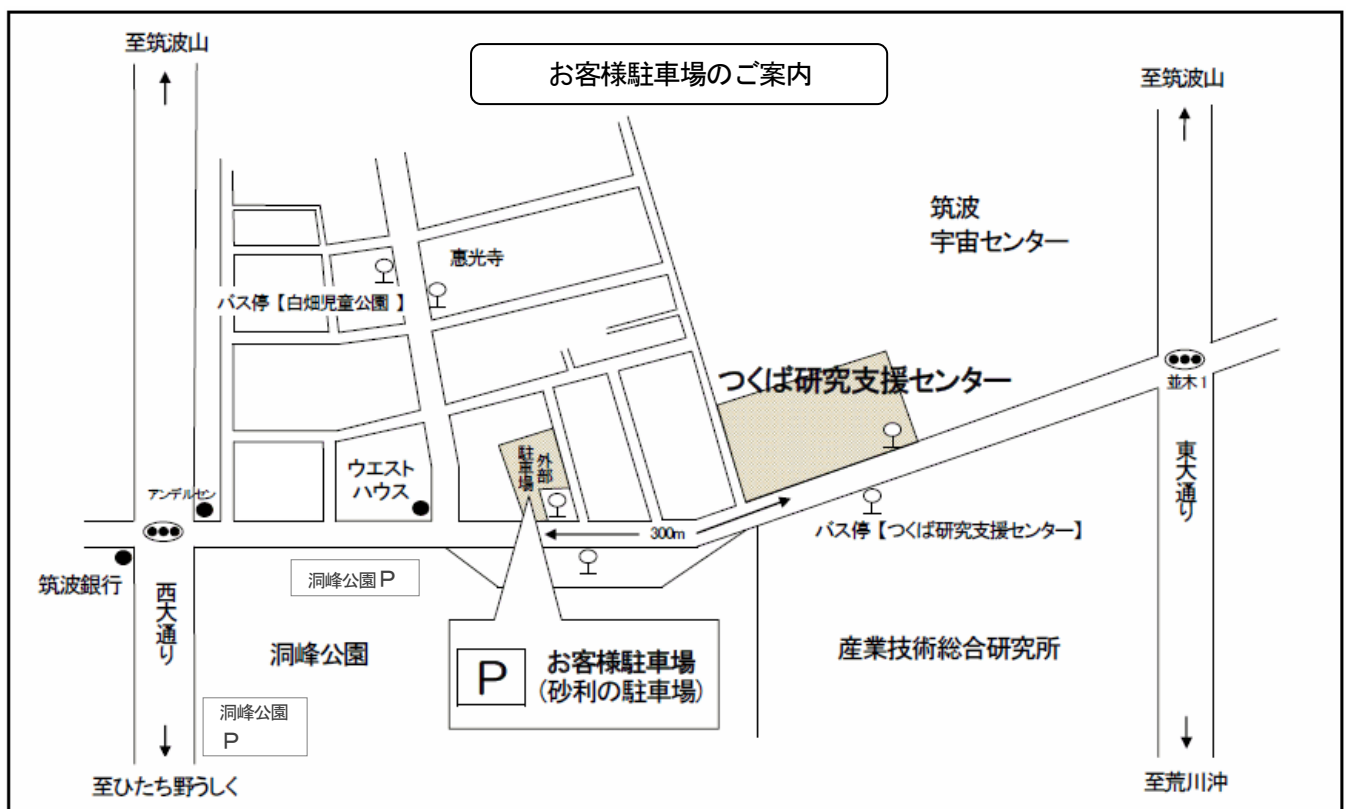 お客様駐車場のご案内
至筑波山
至筑波山
筑波
宇宙センター
恵光寺
バス停【白畑児童公園 】
つくば研究支援センター
並木1
外部
駐車場
ウエスト
ハウス
アンデルセン
東大通り
300m
バス停【つくば研究支援センター】
筑波銀行
西大通り
洞峰公園P
洞峰公園
P
お客様駐車場
(砂利の駐車場)
産業技術総合研究所
洞峰公園
P
至ひたち野うしく
至荒川沖